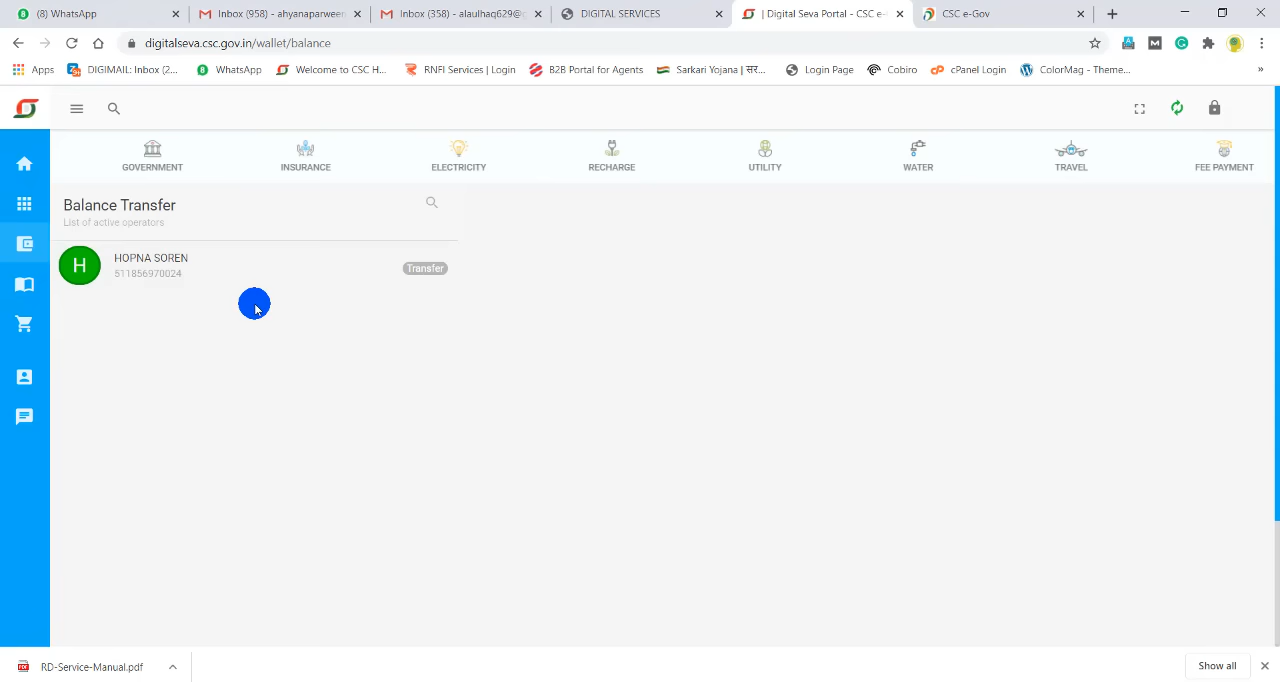 (8) WhatsApp
Inbox (958) - ahyanaparween
Inbox (358) - alaulhaq629@
DIGITAL SERVICES
| Digital Seva Portal - CSC e-
CSC e-Gov
digitalseva.csc.gov.in/wallet/balance
Apps
DIGIMAIL: Inbox (2...
WhatsApp
Welcome to CSC H...
RNFI Services | Login
B2B Portal for Agents
Sarkari Yojana | सर...
Login Page
Cobiro
cPanel Login
ColorMag - Theme...
»
GOVERNMENT
INSURANCE
ELECTRICITY
RECHARGE
UTILITY
WATER
TRAVEL
FEE PAYMENT
Balance Transfer
List of active operators
H
HOPNA SOREN
511856970024
Transfer
RD-Service-Manual.pdf
Show all